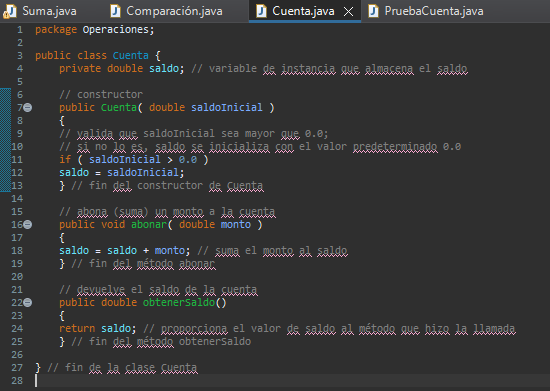 Suma.java Comparación.java Cuenta.java PruebaCuenta.java
1 package Operaciones;
2
3 public class Cuenta {
4 private double saldo; // variable de instancia que almacena el saldo
5
6 // constructor
7 public Cuenta( double saldoInicial )
8 {
9 // valida que saldoInicial sea mayor que 0.0;
10 // si no lo es, saldo se inicializa con el valor predeterminado 0.0
11 if ( saldoInicial > 0.0 )
12 saldo = saldoInicial;
13 } // fin del constructor de Cuenta
14
15 // abona (suma) un monto a la cuenta
16 public void abonar( double monto )
17 {
18 saldo = saldo + monto; // suma el monto al saldo
19 } // fin del método abonar
20
21 // devuelve el saldo de la cuenta
22 public double obtenerSaldo()
23 {
24 return saldo; // proporciona el valor de saldo al método que hizo la llamada
25 } // fin del método obtenerSaldo
26
27 } // fin de la clase Cuenta
28